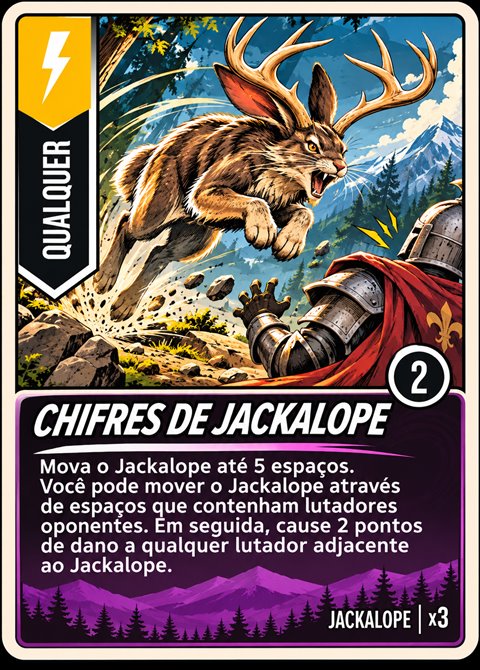 QUALQUER
2
CHIFRES DE JACKALOPE
Mova o Jackalope até 5 espaços.
Você pode mover o Jackalope através
de espaços que contenham lutadores
oponentes. Em seguida, cause 2 pontos
de dano a qualquer lutador adjacente
ao Jackalope.
JACKALOPE | x3